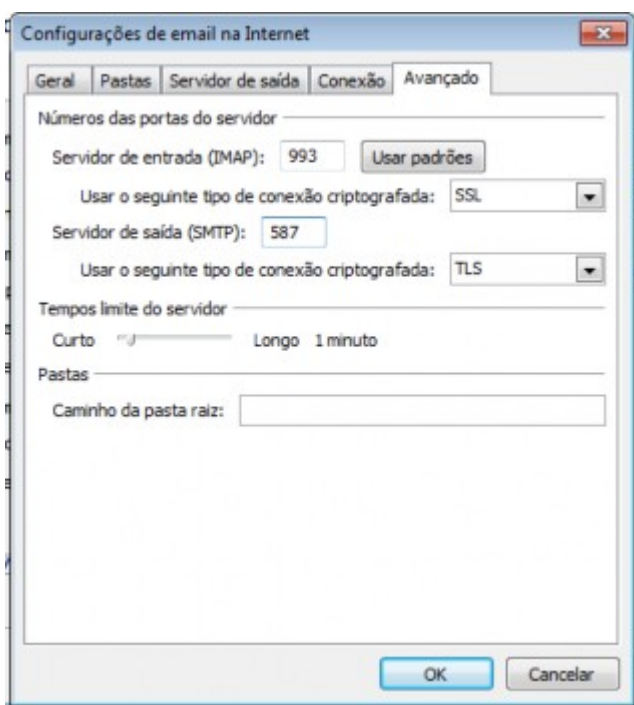 Configurações de email na Internet
Geral Pastas Servidor de saída Conexão Avançado
Números das portas do servidor
Servidor de entrada (IMAP): 993 Usar padrões
Usar o seguinte tipo de conexão criptografada: SSL
Servidor de saída (SMTP): 587
Usar o seguinte tipo de conexão criptografada: TLS
Tempos limite do servidor
Curto Longo 1 minuto
Pastas
Caminho da pasta raiz:
OK Cancelar